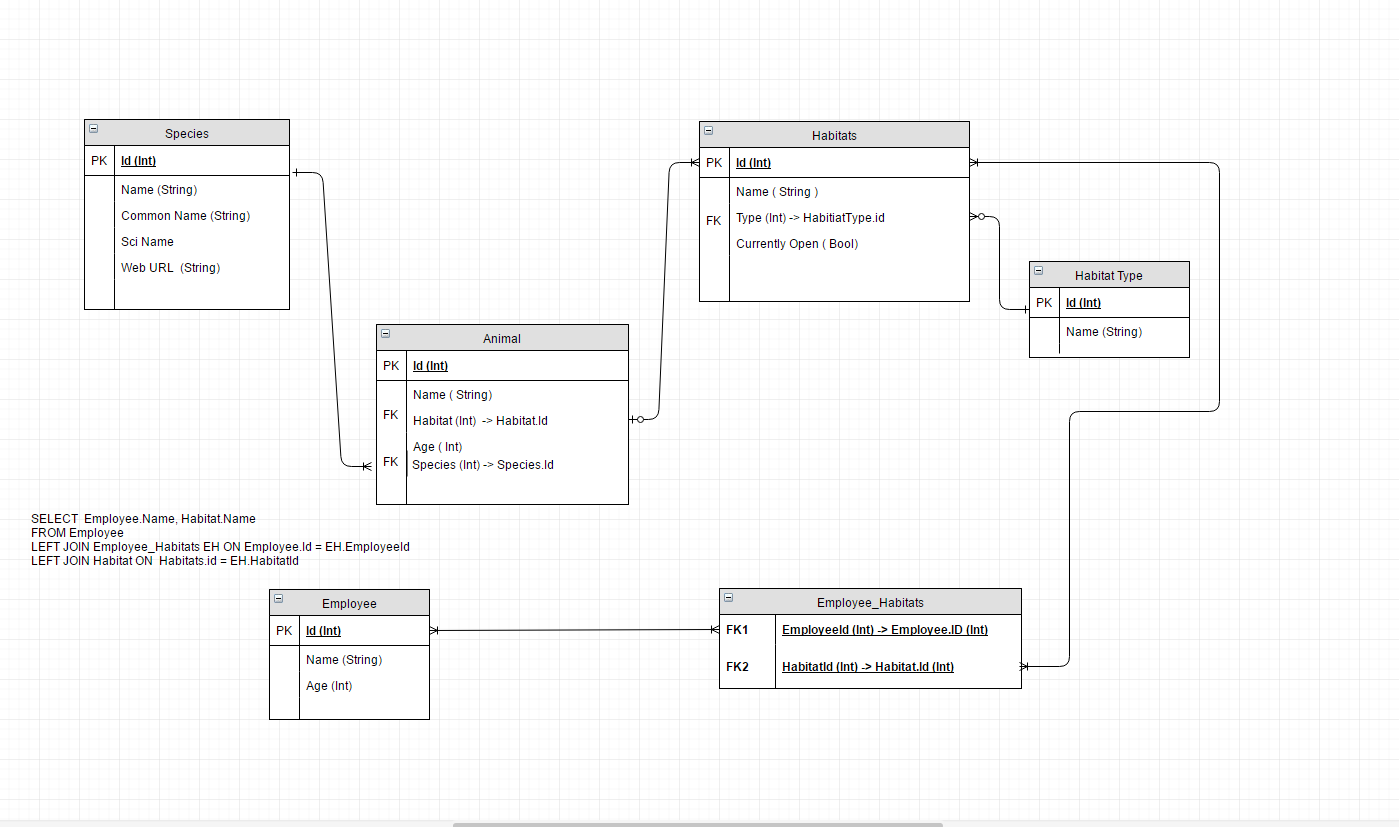 Species
PK Id (Int)
Name (String)
Common Name (String)
Sci Name
Web URL (String)
Habitats
PK Id (Int)
Name ( String )
FK Type (Int) -> HabitiatType.id
Currently Open ( Bool)
Habitat Type
PK Id (Int)
Name (String)
Animal
PK Id (Int)
Name ( String)
FK Habitat (Int) -> Habitat.Id
Age ( Int)
FK Species (Int) -> Species.Id
SELECT Employee.Name, Habitat.Name
FROM Employee
LEFT JOIN Employee_Habitats EH ON Employee.Id = EH.EmployeeId
LEFT JOIN Habitat ON Habitats.id = EH.HabitatId
Employee
PK Id (Int)
Name (String)
Age (Int)
Employee_Habitats
FK1 EmployeeId (Int) -> Employee.ID (Int)
FK2 HabitatId (Int) -> Habitat.Id (Int)